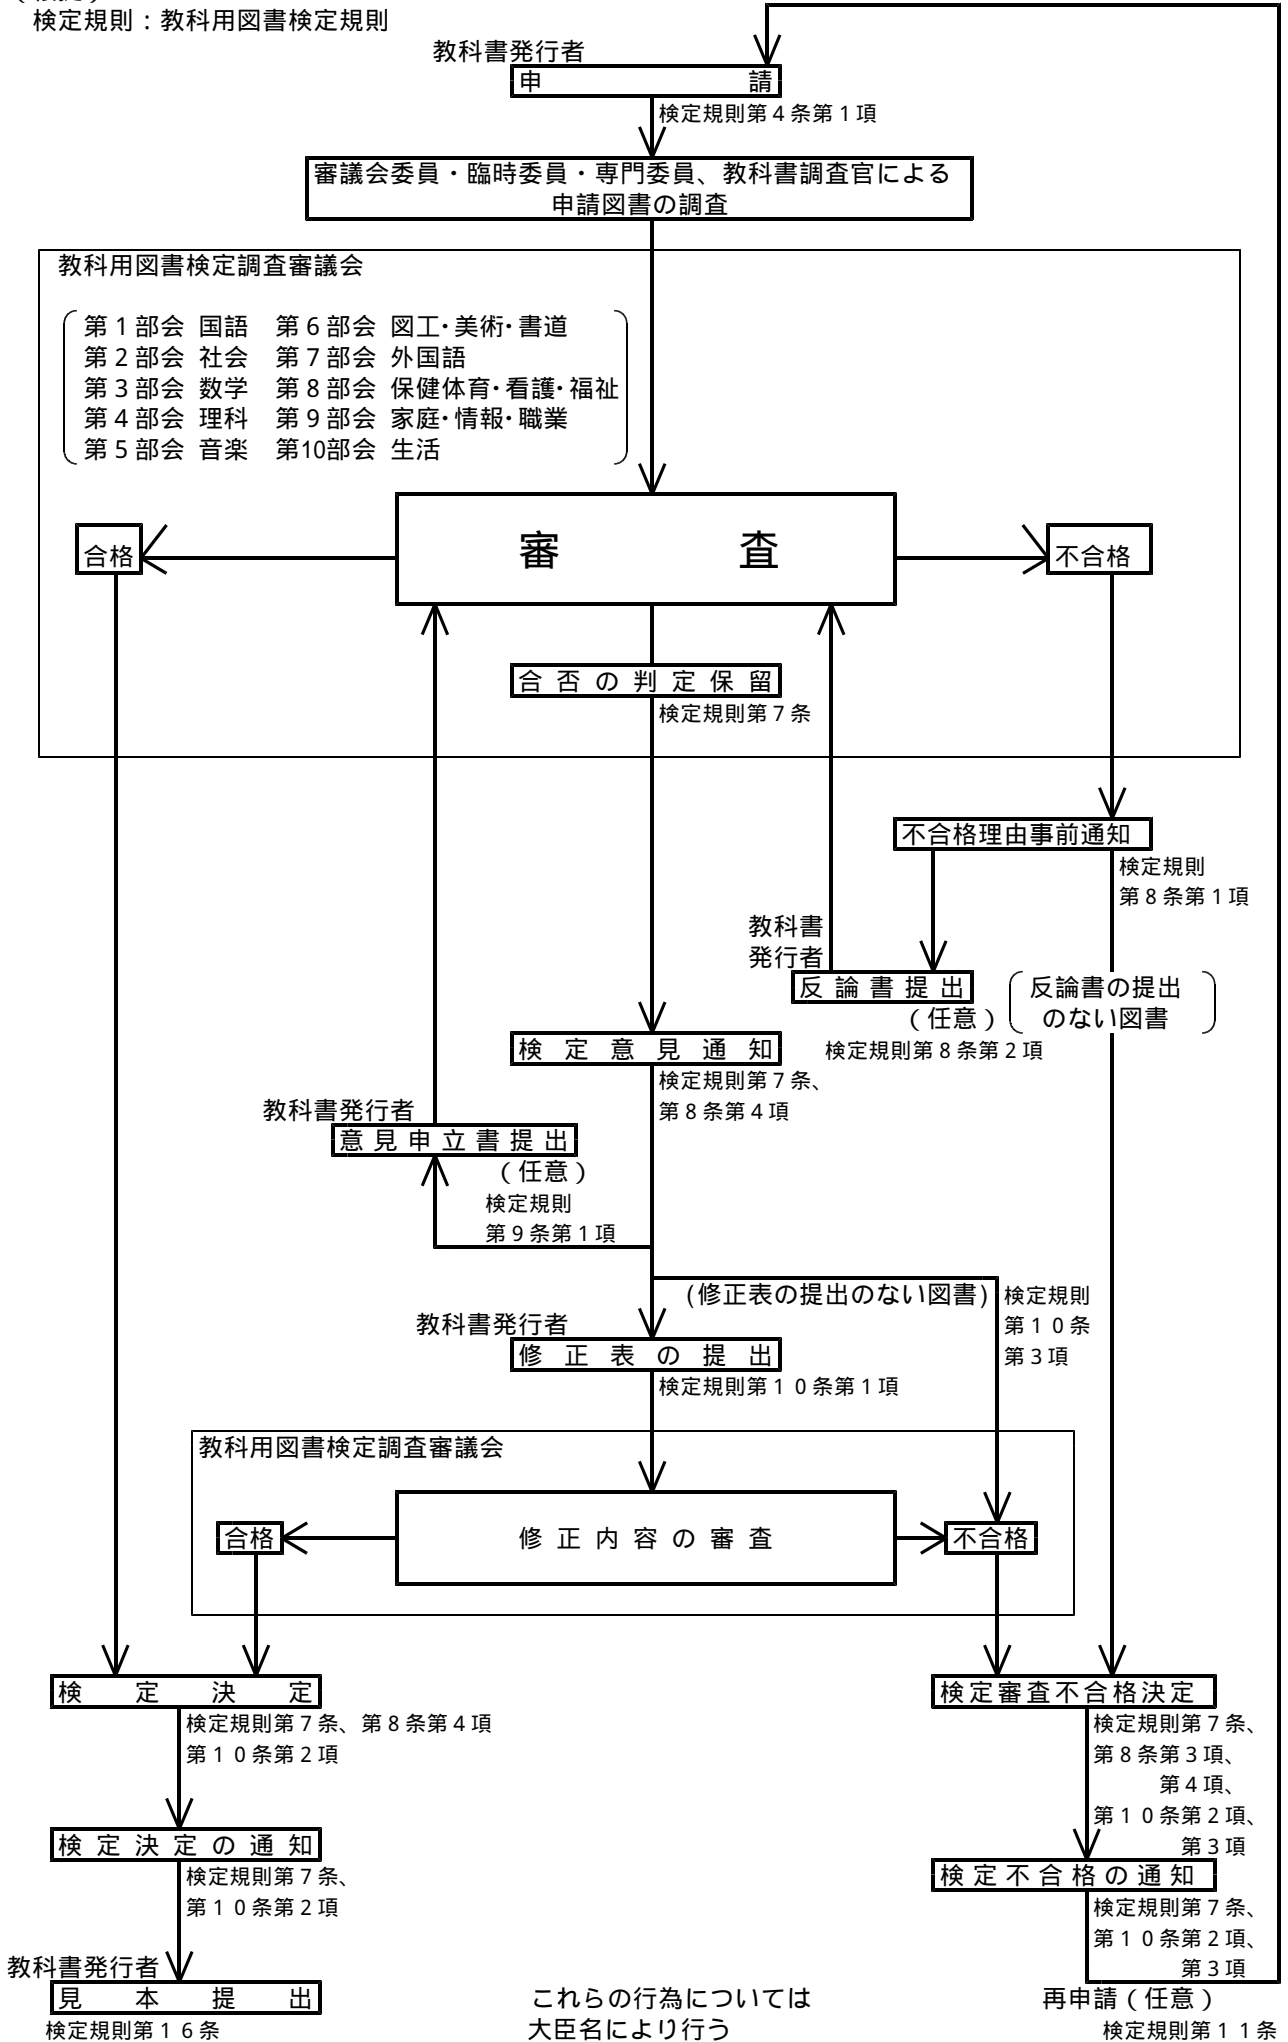 検定規則：教科用図書検定規則
教科書発行者
申請
検定規則第４条第１項
審議会委員・臨時委員・専門委員、教科書調査官による
申請図書の調査
教科用図書検定調査審議会
第１部会 国語 第６部会 図工・美術・書道
第２部会 社会 第７部会 外国語
第３部会 数学 第８部会 保健体育・看護・福祉
第４部会 理科 第９部会 家庭・情報・職業
第５部会 音楽 第10部会 生活
合格
審査
不合格
合否の判定保留
検定規則第７条
不合格理由事前通知
検定規則
第８条第１項
教科書
発行者
反論書提出
（任意）
検定規則第８条第２項
反論書の提出
のない図書
検定意見通知
検定規則第７条、
第８条第４項
教科書発行者
意見申立書提出
（任意）
検定規則
第９条第１項
(修正表の提出のない図書)
検定規則
第１０条
第３項
教科書発行者
修正表の提出
検定規則第１０条第１項
教科用図書検定調査審議会
合格
修正内容の審査
不合格
検定決定
検定規則第７条、第８条第４項
第１０条第２項
検定決定の通知
検定規則第７条、
第１０条第２項
教科書発行者
見本提出
検定規則第１６条
検定審査不合格決定
検定規則第７条、
第８条第３項、
第４項、
第１０条第２項、
第３項
検定不合格の通知
検定規則第７条、
第１０条第２項、
第３項
再申請（任意）
検定規則第１１条
これらの行為については
大臣名により行う